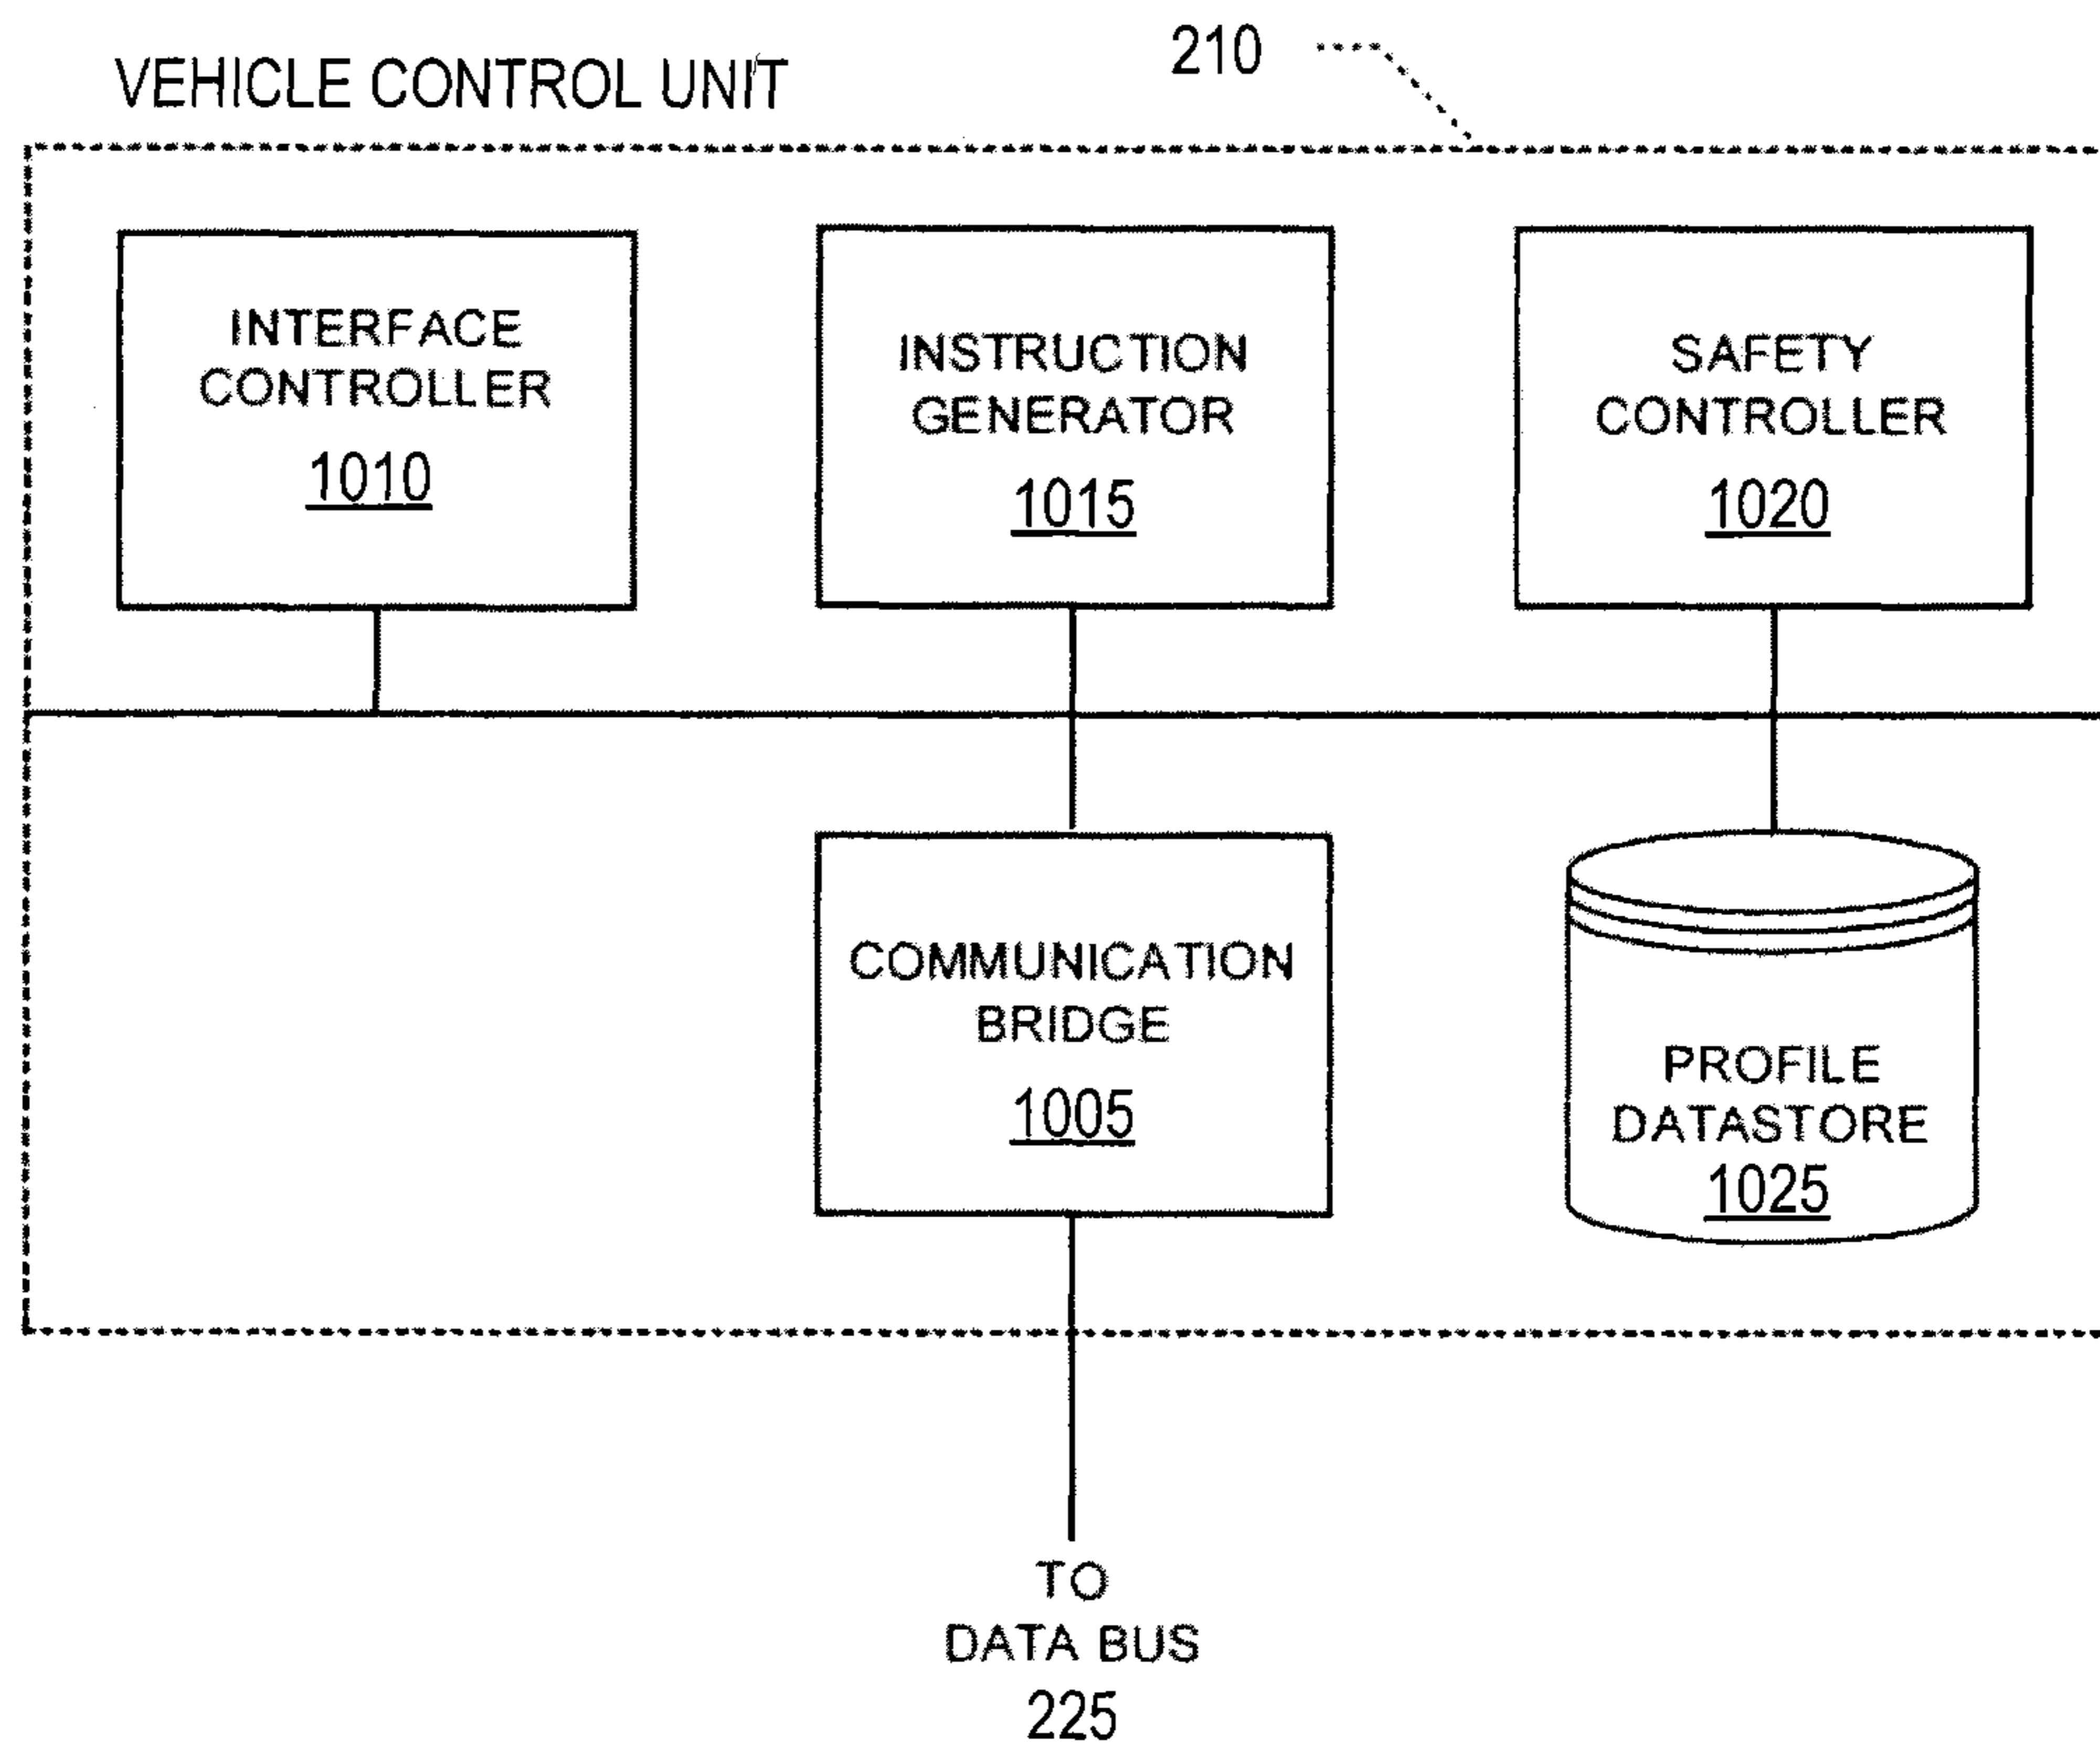 210
VEHICLE CONTROL UNIT
INTERFACE
CONTROLLER
1010
INSTRUCTION
GENERATOR
1015
SAFETY
CONTROLLER
1020
COMMUNICATION
BRIDGE
1005
PROFILE
DATASTORE
1025
TO
DATA BUS
225